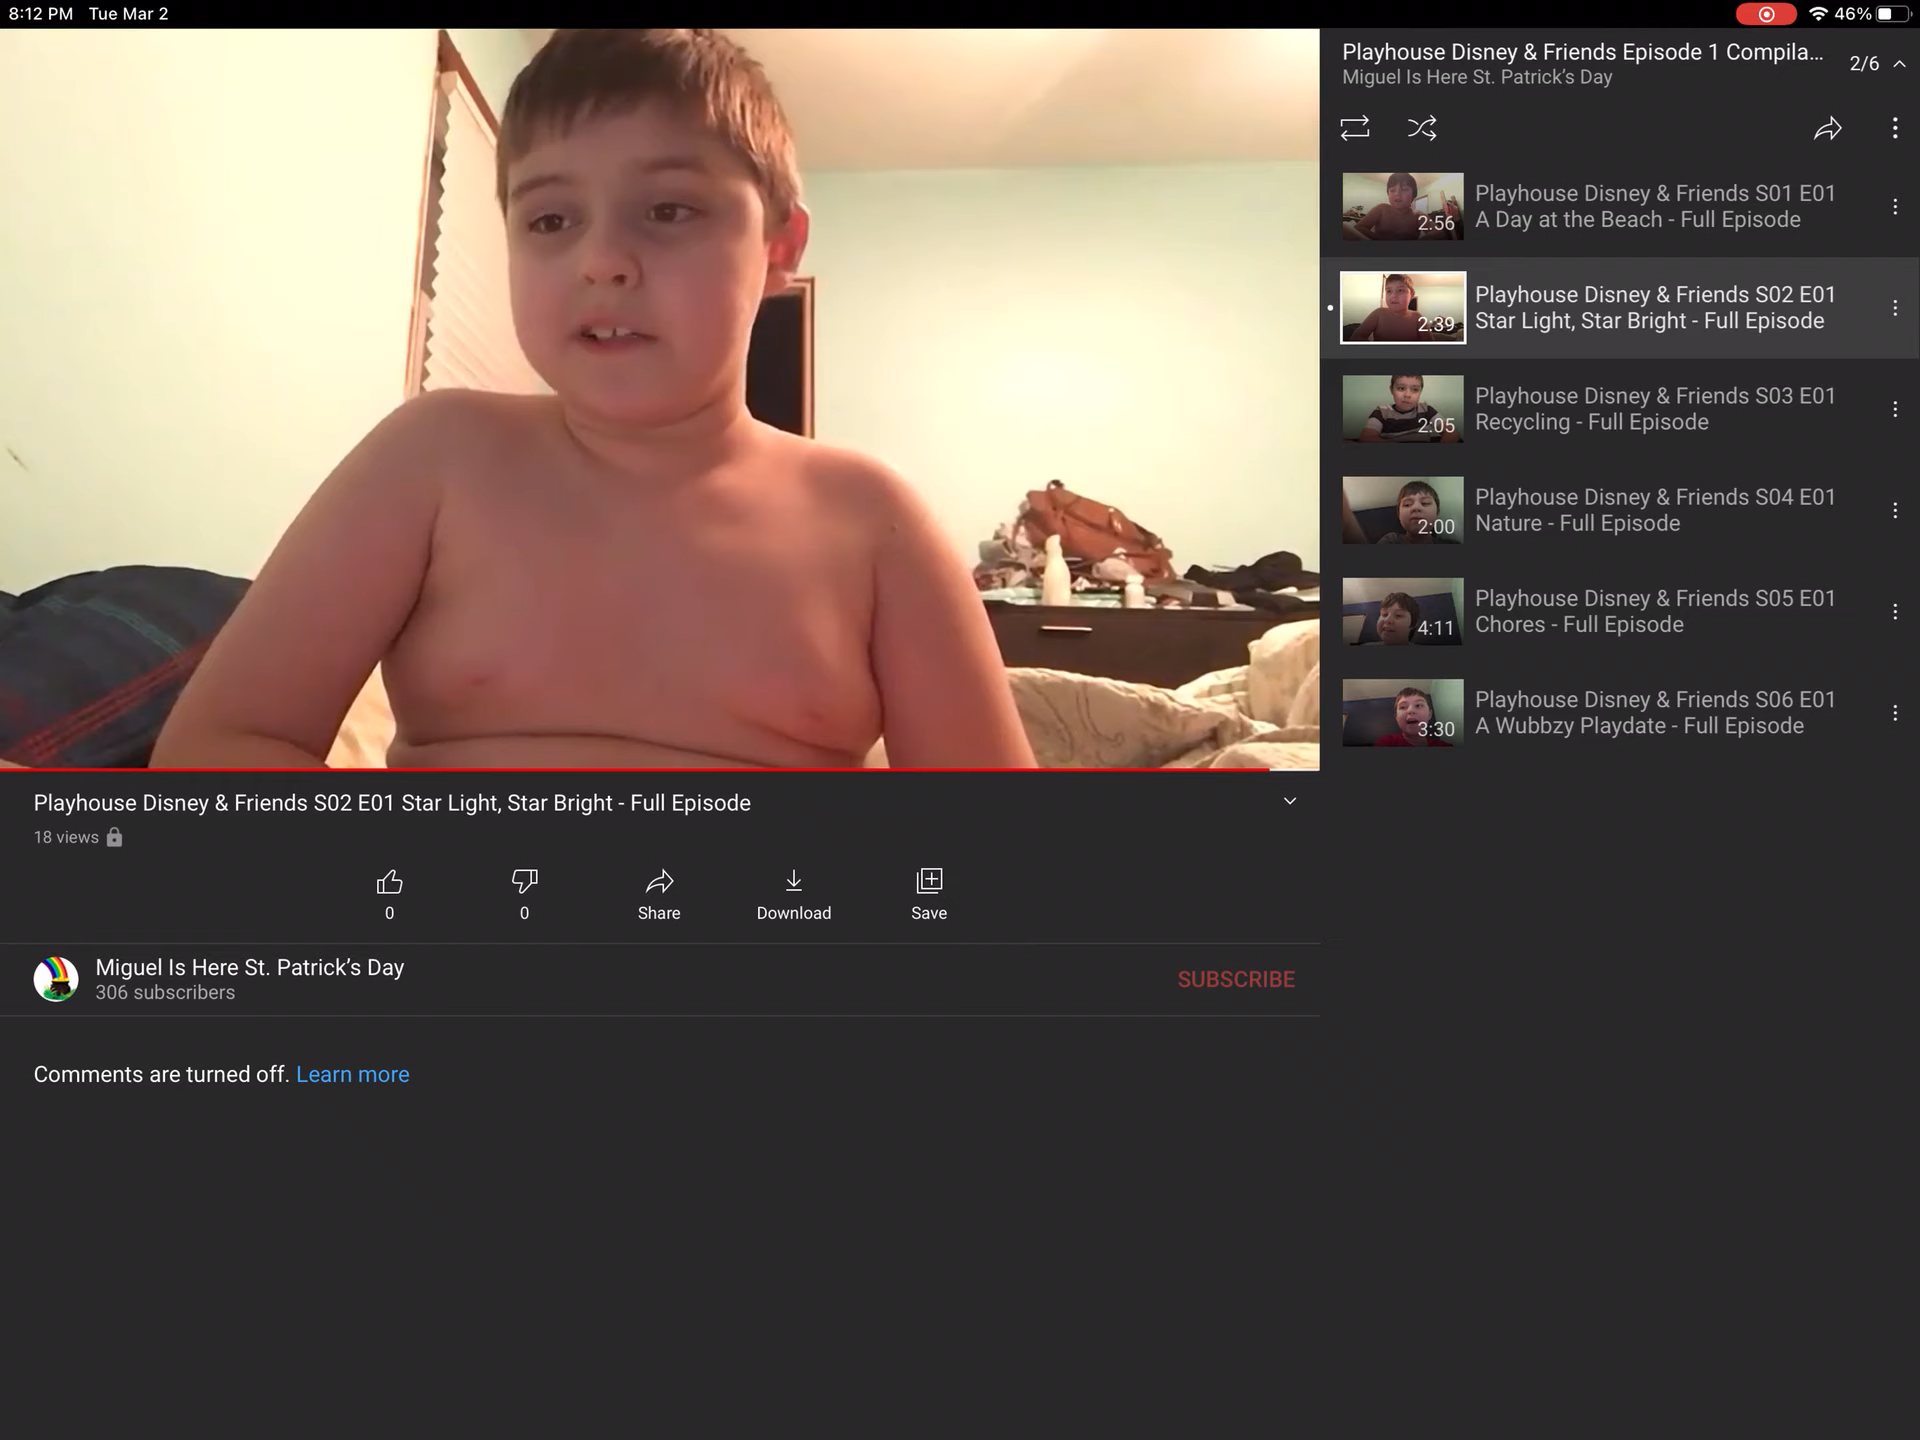 8:12 PM Tue Mar 2
46%
Playhouse Disney & Friends Episode 1 Compila...
Miguel Is Here St. Patrick's Day
2/6
2:56
Playhouse Disney & Friends S01 E01
A Day at the Beach - Full Episode
2:39
Playhouse Disney & Friends S02 E01
Star Light, Star Bright - Full Episode
2:05
Playhouse Disney & Friends S03 E01
Recycling - Full Episode
2:00
Playhouse Disney & Friends S04 E01
Nature - Full Episode
4:11
Playhouse Disney & Friends S05 E01
Chores - Full Episode
3:30
Playhouse Disney & Friends S06 E01
A Wubbzy Playdate - Full Episode
Playhouse Disney & Friends S02 E01 Star Light, Star Bright - Full Episode
18 views
0
0
Share
Download
Save
Miguel Is Here St. Patrick's Day
306 subscribers
SUBSCRIBE
Comments are turned off. Learn more